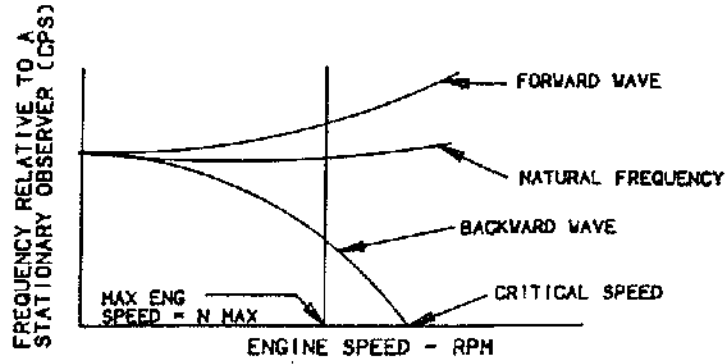 FREQUENCY RELATIVE TO A
STATIONARY OBSERVER (CPS)
FORWARD WAVE
NATURAL FREQUENCY
BACKWARD WAVE
CRITICAL SPEED
MAX ENG
SPEED = N MAX
ENGINE SPEED - RPM